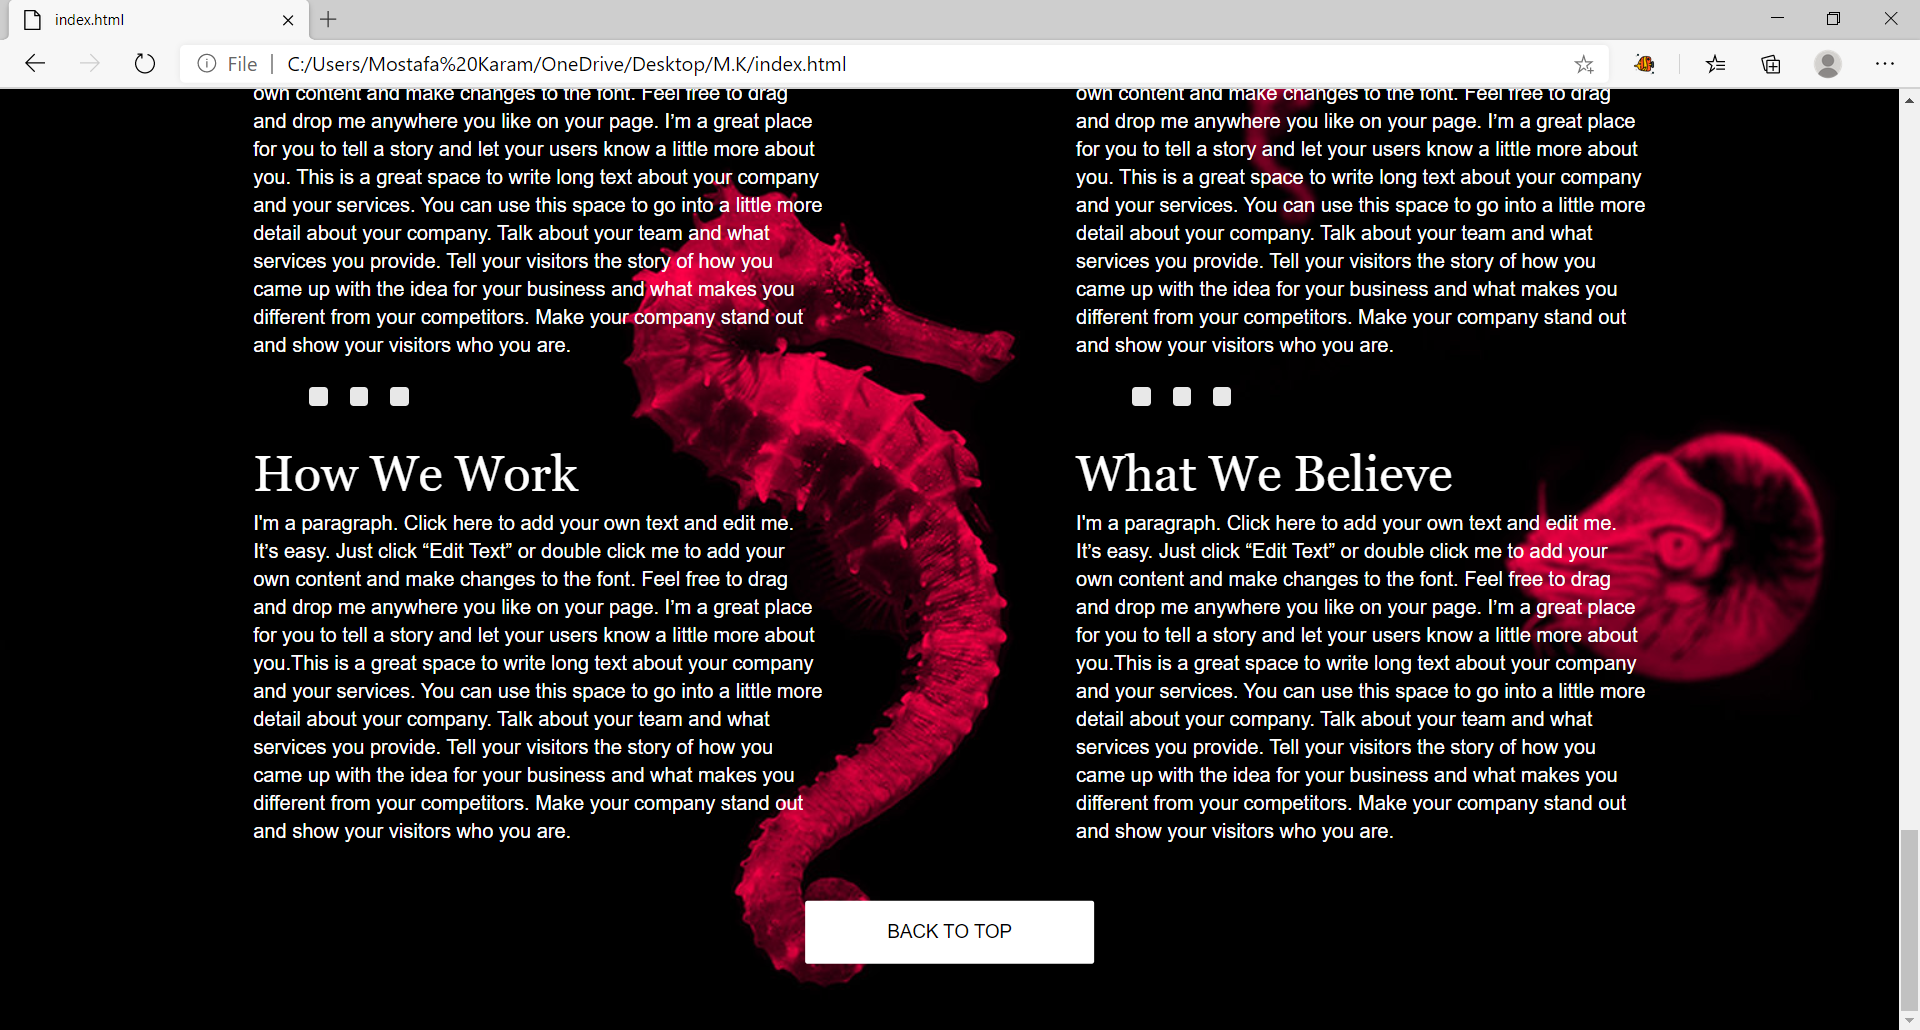 index.html
File
C:/Users/Mostafa%20Karam/OneDrive/Desktop/M.K/index.html
own content and make changes to the font. Feel free to drag
and drop me anywhere you like on your page. I’m a great place
for you to tell a story and let your users know a little more about
you. This is a great space to write long text about your company
and your services. You can use this space to go into a little more
detail about your company. Talk about your team and what
services you provide. Tell your visitors the story of how you
came up with the idea for your business and what makes you
different from your competitors. Make your company stand out
and show your visitors who you are.
own content and make changes to the font. Feel free to drag
and drop me anywhere you like on your page. I’m a great place
for you to tell a story and let your users know a little more about
you. This is a great space to write long text about your company
and your services. You can use this space to go into a little more
detail about your company. Talk about your team and what
services you provide. Tell your visitors the story of how you
came up with the idea for your business and what makes you
different from your competitors. Make your company stand out
and show your visitors who you are.
How We Work
I'm a paragraph. Click here to add your own text and edit me.
It’s easy. Just click “Edit Text” or double click me to add your
own content and make changes to the font. Feel free to drag
and drop me anywhere you like on your page. I’m a great place
for you to tell a story and let your users know a little more about
you.This is a great space to write long text about your company
and your services. You can use this space to go into a little more
detail about your company. Talk about your team and what
services you provide. Tell your visitors the story of how you
came up with the idea for your business and what makes you
different from your competitors. Make your company stand out
and show your visitors who you are.
What We Believe
I'm a paragraph. Click here to add your own text and edit me.
It’s easy. Just click “Edit Text” or double click me to add your
own content and make changes to the font. Feel free to drag
and drop me anywhere you like on your page. I’m a great place
for you to tell a story and let your users know a little more about
you.This is a great space to write long text about your company
and your services. You can use this space to go into a little more
detail about your company. Talk about your team and what
services you provide. Tell your visitors the story of how you
came up with the idea for your business and what makes you
different from your competitors. Make your company stand out
and show your visitors who you are.
BACK TO TOP